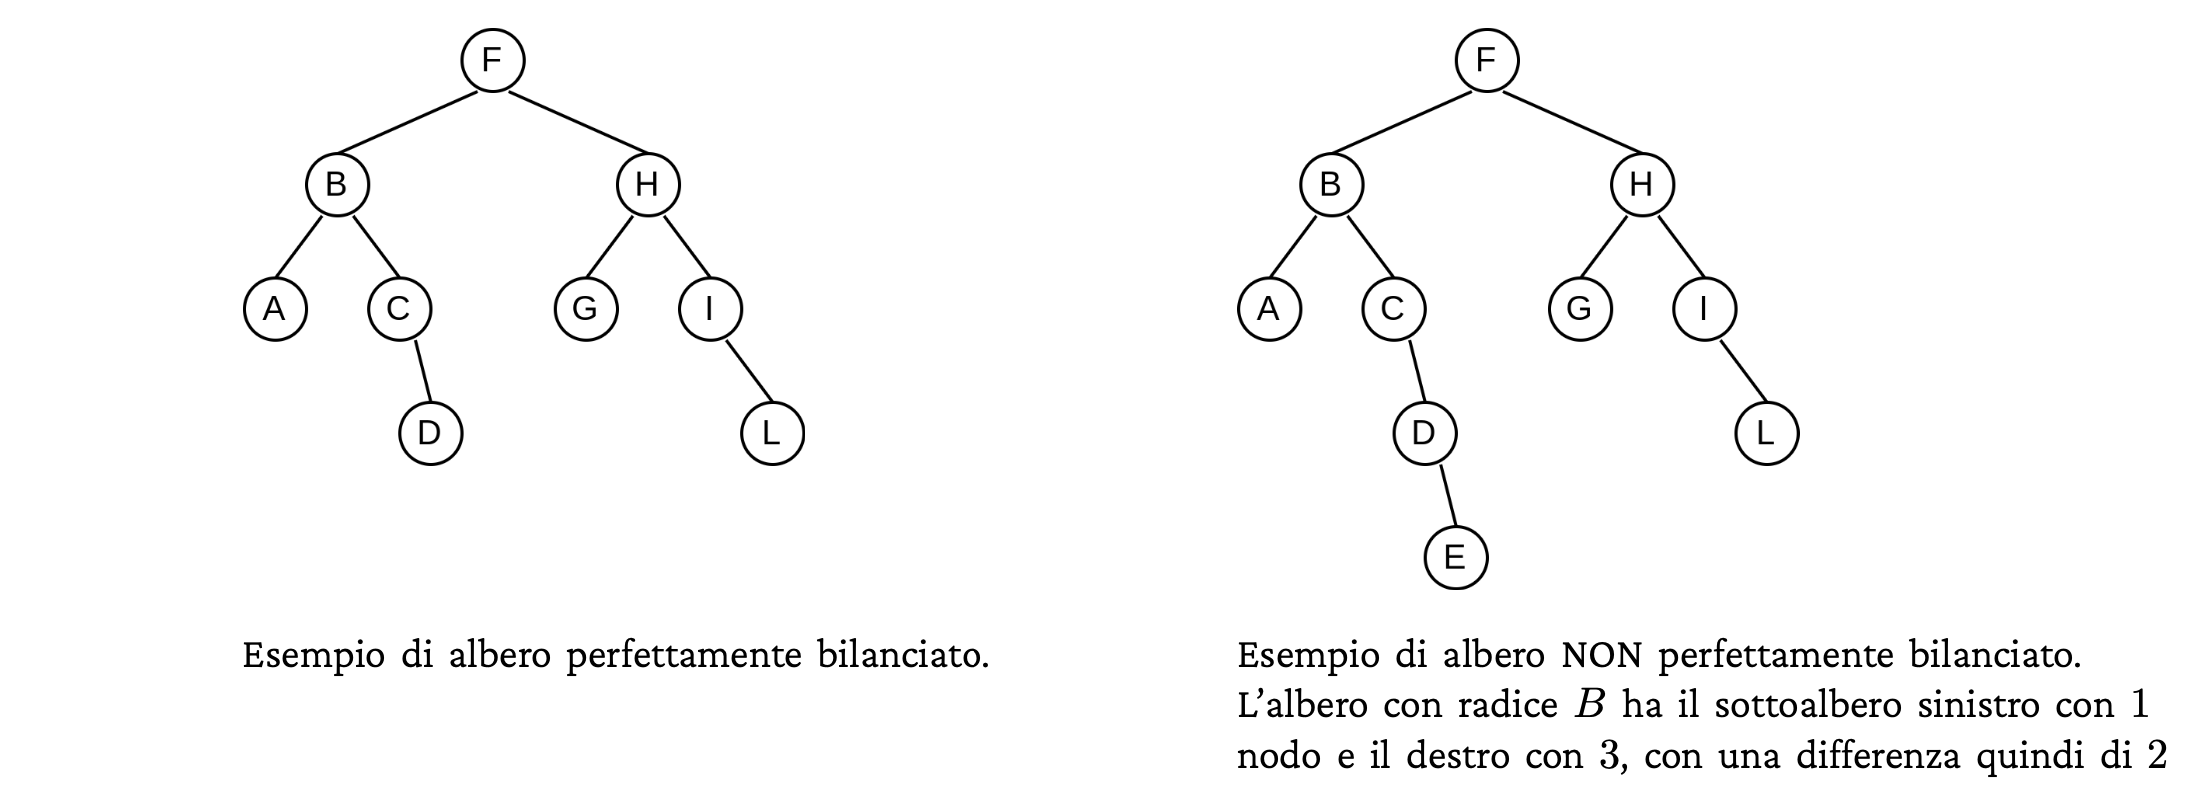 F
B H
A C G I
D L
Esempio di albero perfettamente bilanciato.
F
B H
A C G I
D L
E
Esempio di albero NON perfettamente bilanciato.
L'albero con radice B ha il sottoalbero sinistro con 1
nodo e il destro con 3, con una differenza quindi di 2